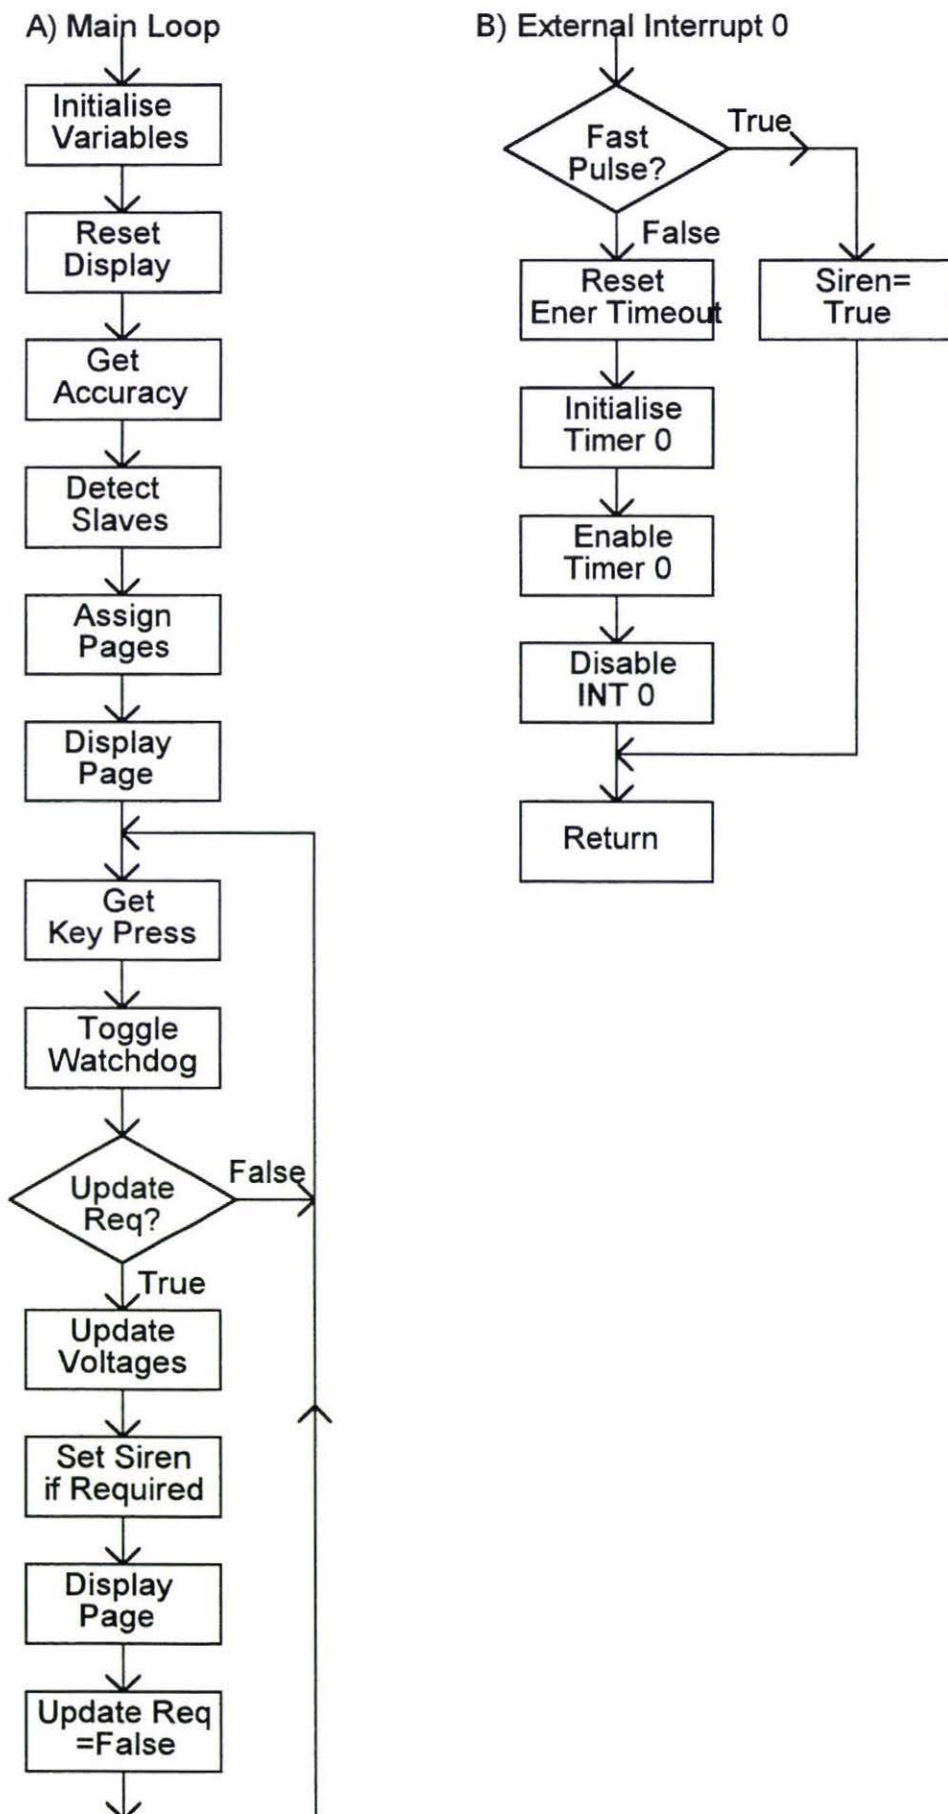 A) Main Loop
Initialise
Variables
Reset
Display
Get
Accuracy
Detect
Slaves
Assign
Pages
Display
Page
Get
Key Press
Toggle
Watchdog
Update
Req?
False
True
Update
Voltages
Set Siren
if Required
Display
Page
Update Req
=False
B) External Interrupt 0
Fast
Pulse?
True
False
Reset
Ener Timeout
Siren=
True
Initialise
Timer 0
Enable
Timer 0
Disable
INT 0
Return